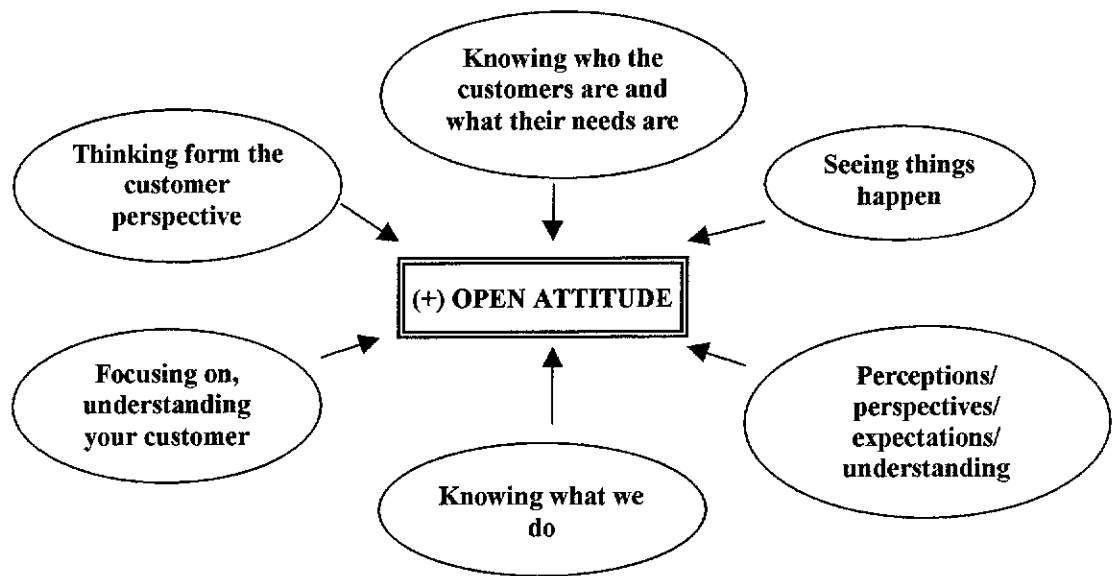 Knowing who the
customers are and
what their needs are
Thinking form the
customer
perspective
Seeing things
happen
(+) OPEN ATTITUDE
Focusing on,
understanding
your customer
Perceptions/
perspectives/
expectations/
understanding
Knowing what we
do